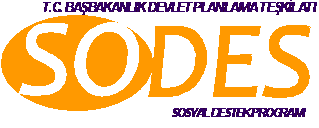 T.C. BAŞBAKANLIK DEVLET PLANLAMA TEŞKİLATI
SODES
SOSYAL DESTEK PROGRAMI